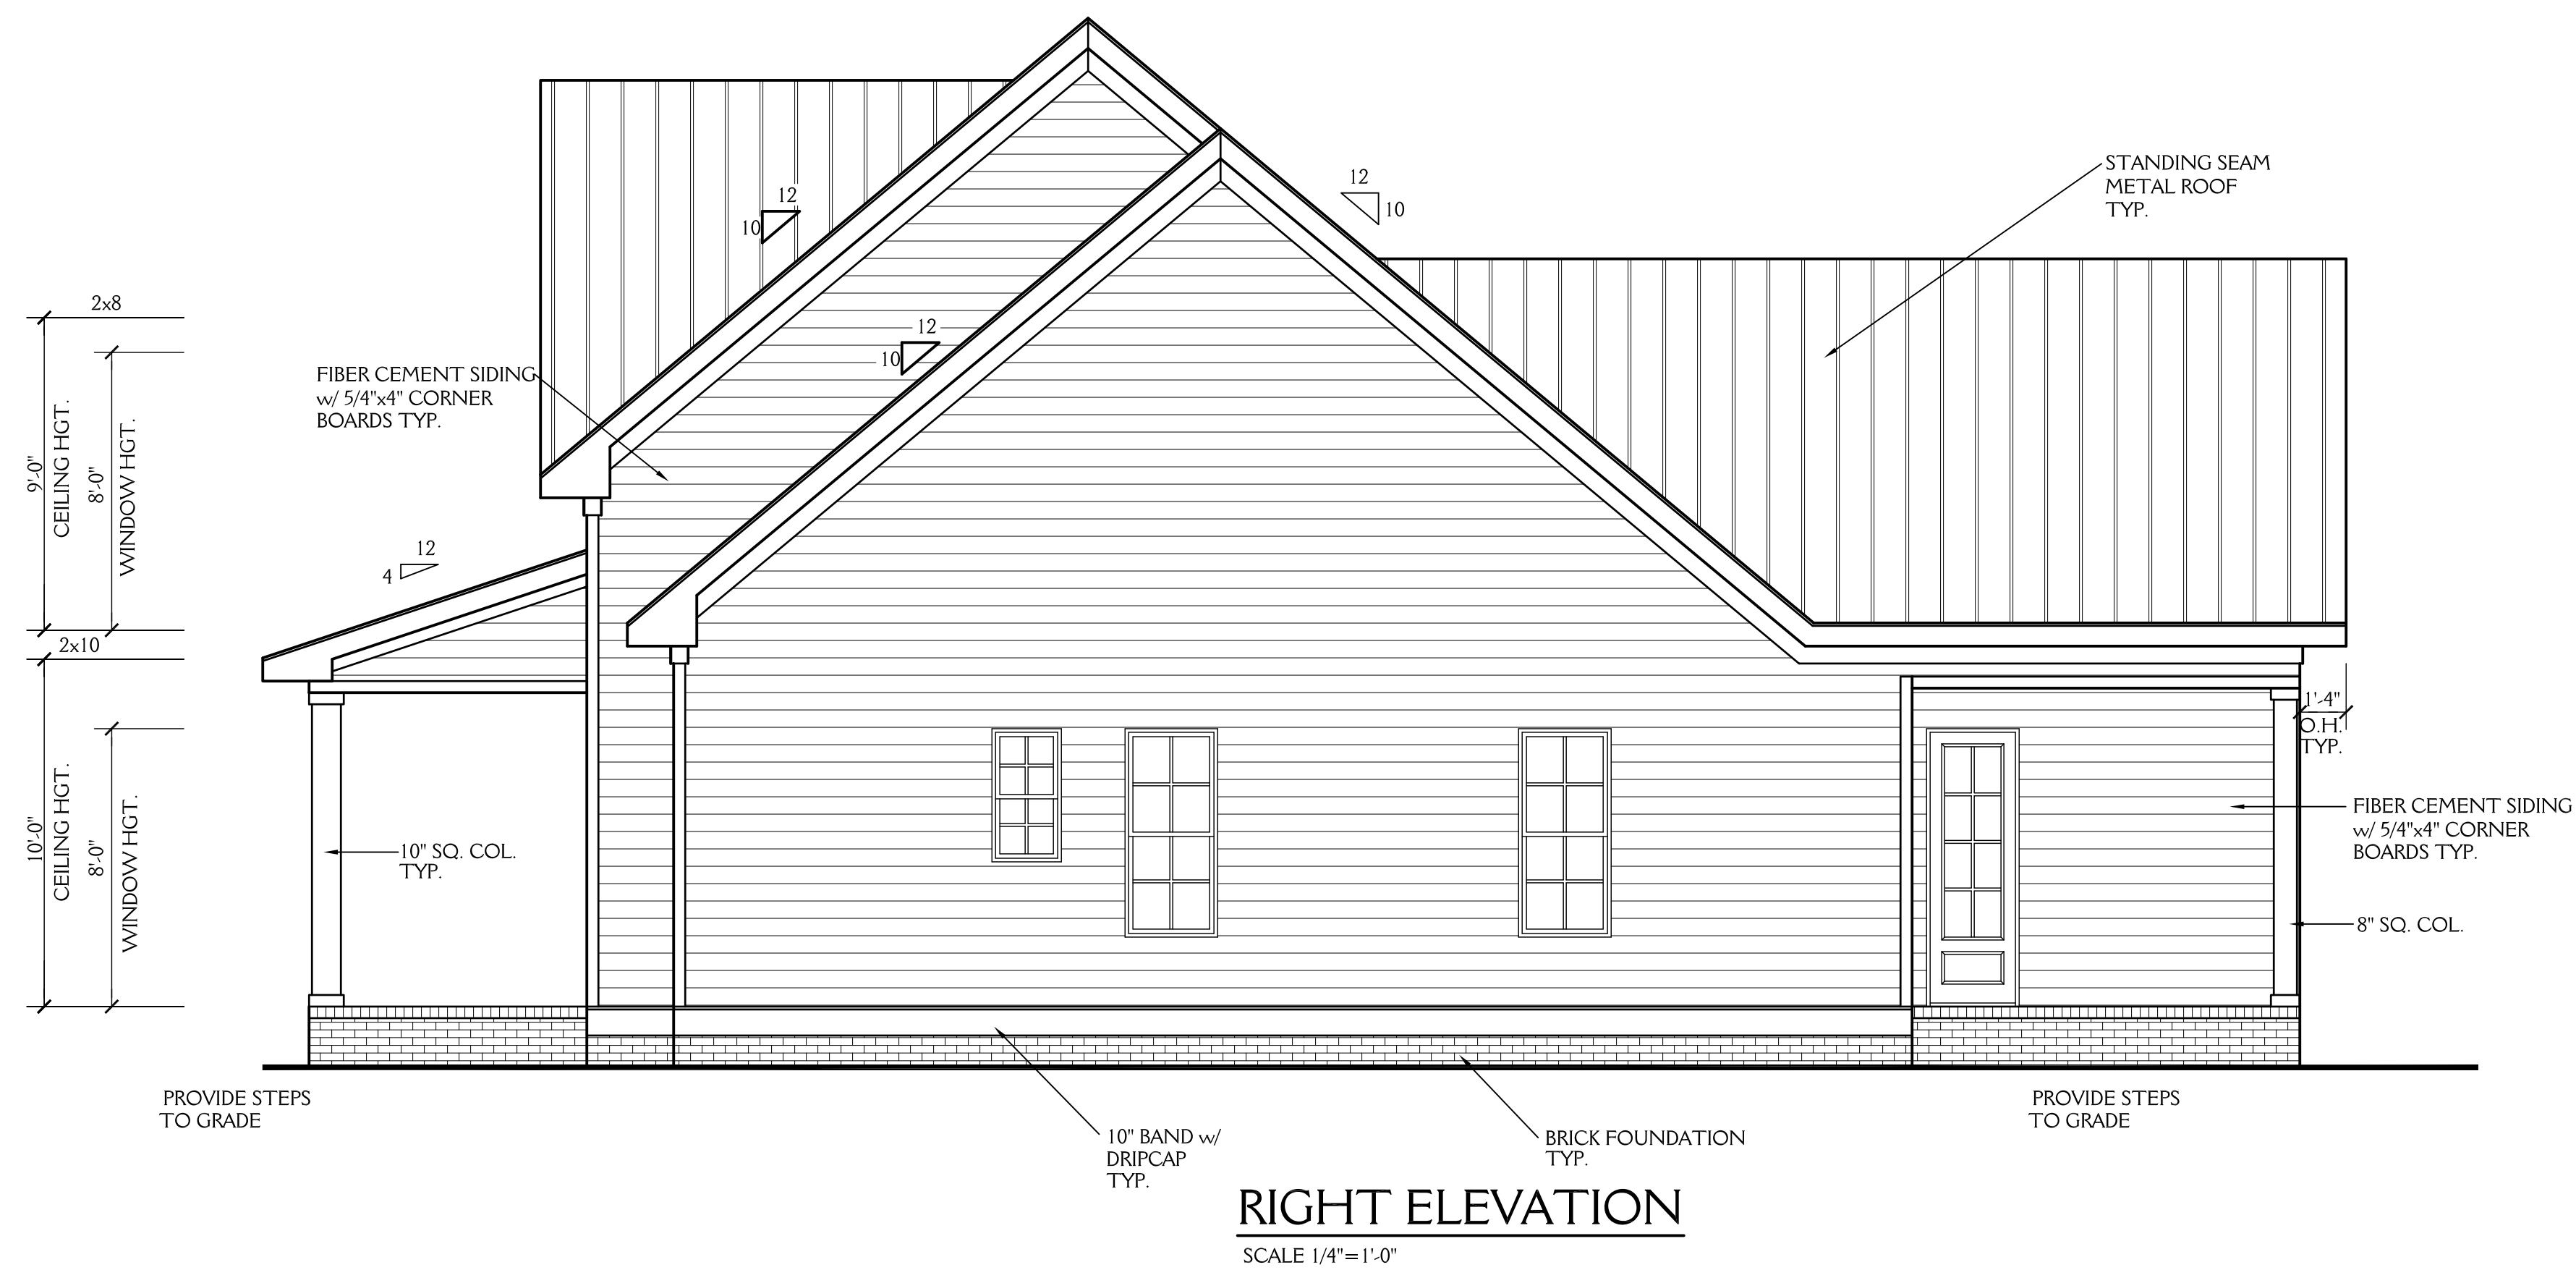 12
10
12
10
STANDING SEAM
METAL ROOF
TYP.
2x8
9'-0"
CEILING HGT.
8'-0"
WINDOW HGT.
12
10
FIBER CEMENT SIDING
w/ 5/4"x4" CORNER
BOARDS TYP.
12
4
2x10
10'-0"
CEILING HGT.
8'-0"
WINDOW HGT.
10" SQ. COL.
TYP.
1'-4"
O.H.
TYP.
FIBER CEMENT SIDING
w/ 5/4"x4" CORNER
BOARDS TYP.
8" SQ. COL.
PROVIDE STEPS
TO GRADE
PROVIDE STEPS
TO GRADE
10" BAND w/
DRIPCAP
TYP.
BRICK FOUNDATION
TYP.
RIGHT ELEVATION
SCALE 1/4"=1'-0"